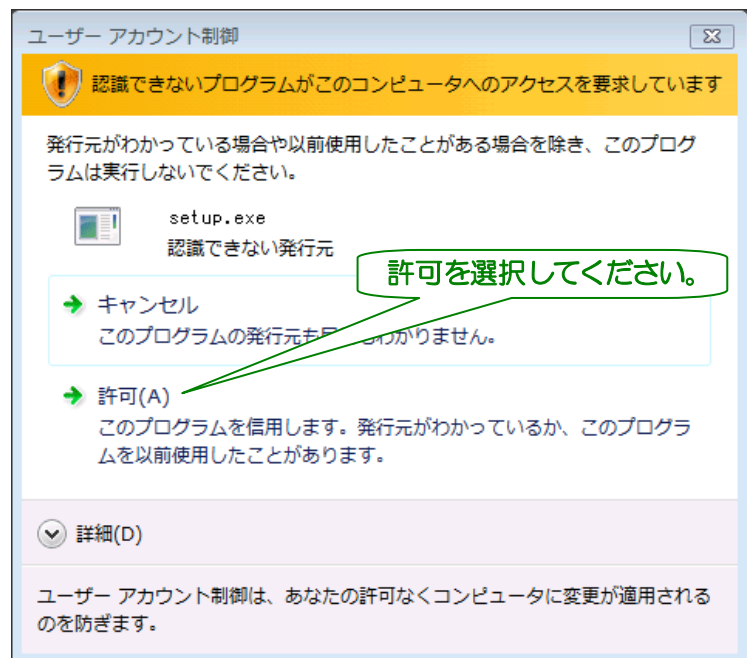 ユーザー アカウント制御
認識できないプログラムがこのコンピュータへのアクセスを要求しています
発行元がわかっている場合や以前使用したことがある場合を除き、このプログ
ラムは実行しないでください。
setup.exe
認識できない発行元
許可を選択してください。
キャンセル
このプログラムの発行元も わかりません。
許可(A)
このプログラムを信用します。発行元がわかっているか、このプログラ
ムを以前使用したことがあります。
詳細(D)
ユーザー アカウント制御は、あなたの許可なくコンピュータに変更が適用される
のを防ぎます。